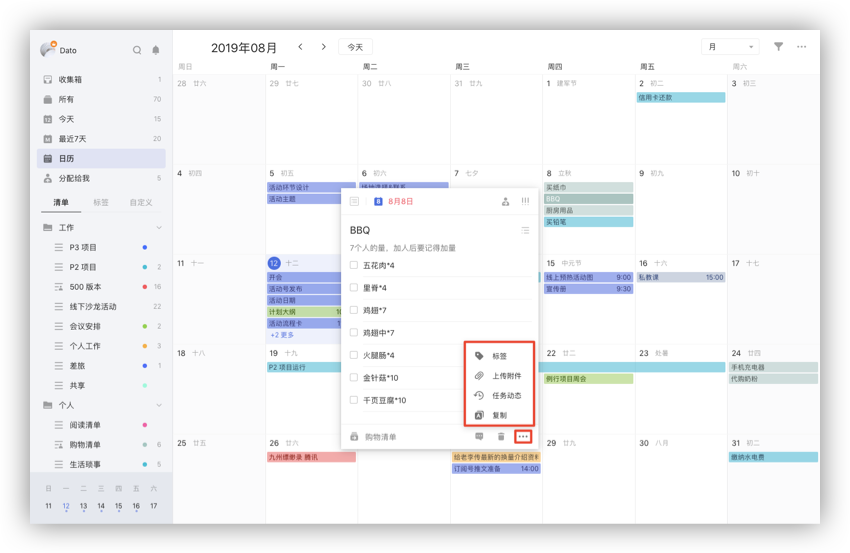 Dato
收集箱 1
所有 70
今天 15
最近7天 20
日历
分配给我 5
清单 标签 自定义
工作
P3 项目
P2 项目 2
500 版本 16
线下沙龙活动 22
会议安排 2
个人工作 3
差旅 1
共享
个人
阅读清单
购物清单 6
生活琐事 5
日 一 二 三 四 五 六
11 12 13 14 15 16 17
2019年08月 < > 今天 月
周日 周一 周二 周三 周四 周五 周六
28 廿六 29 廿七 30 廿八 31 廿九 1 建军节 2 初二 3 初三
信用卡还款
4 初四 5 初五 6 初六 7 七夕 8 立秋 9 初九 10 初十
活动环节设计
活动主题
买纸巾
BBQ
厨房用品
买铅笔
11 十一 12 十二 15 中元节 16 十六 17 十七
开会
活动号发布
活动日期
计划大纲
活动流程卡
+2 更多
线上预热活动图 9:00
宣传册 9:30
私教课 15:00
18 十八 19 十九 22 廿二 23 处暑 24 廿四
P2 项目运行
例行项目周会
手机充电器
代购奶粉
25 廿五 26 廿六 29 廿九 30 八月 31 初二
九州缥缈录 腾讯
给老李传最新的换量介绍资料
订阅号推文准备 14:00
缴纳水电费
8 8月8日
BBQ
7个人的量，加人后要记得加量
五花肉*4
里脊*4
鸡翅*7
鸡翅中*7
火腿肠*4
金针菇*10
千页豆腐*10
购物清单
标签
上传附件
任务动态
复制